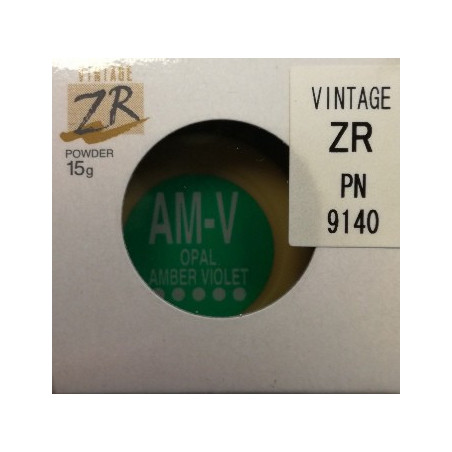 VINTAGE
ZR
POWDER
15g
VINTAGE
ZR
PN
9140
AM-V
OPAL
AMBER VIOLET